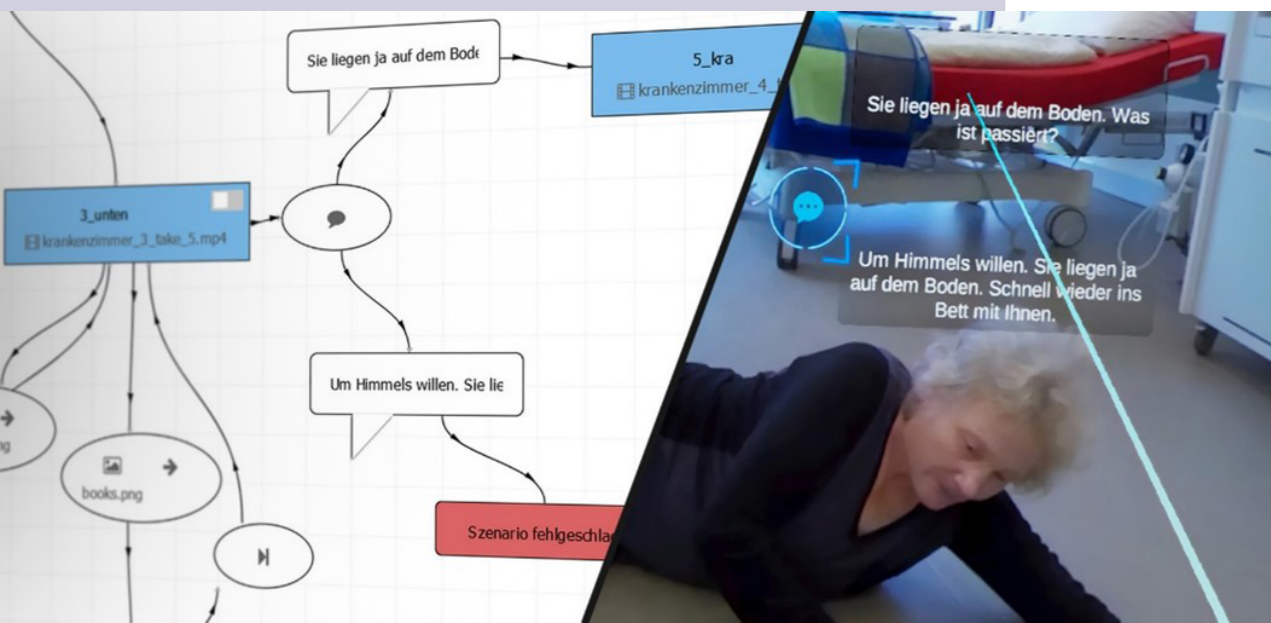 Sie liegen ja auf dem Bode
5_kra
krankenzimmer_4_
3_unten
krankenzimmer_3_take_5.mp4
Um Himmels willen. Sie lie
books.png
ng
Szenario fehlgeschla
Sie liegen ja auf dem Boden. Was
ist passiert?
Um Himmels willen. Sie liegen ja
auf dem Boden. Schnell wieder ins
Bett mit Ihnen.